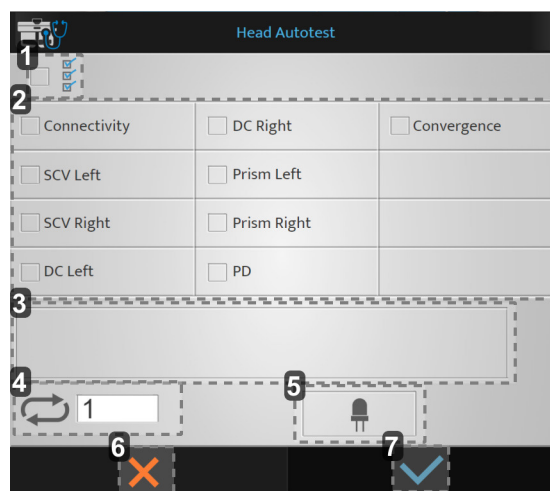 Head Autotest
1
2
Connectivity DC Right Convergence
SCV Left Prism Left
SCV Right Prism Right
DC Left PD
3
4
1
5
6
7